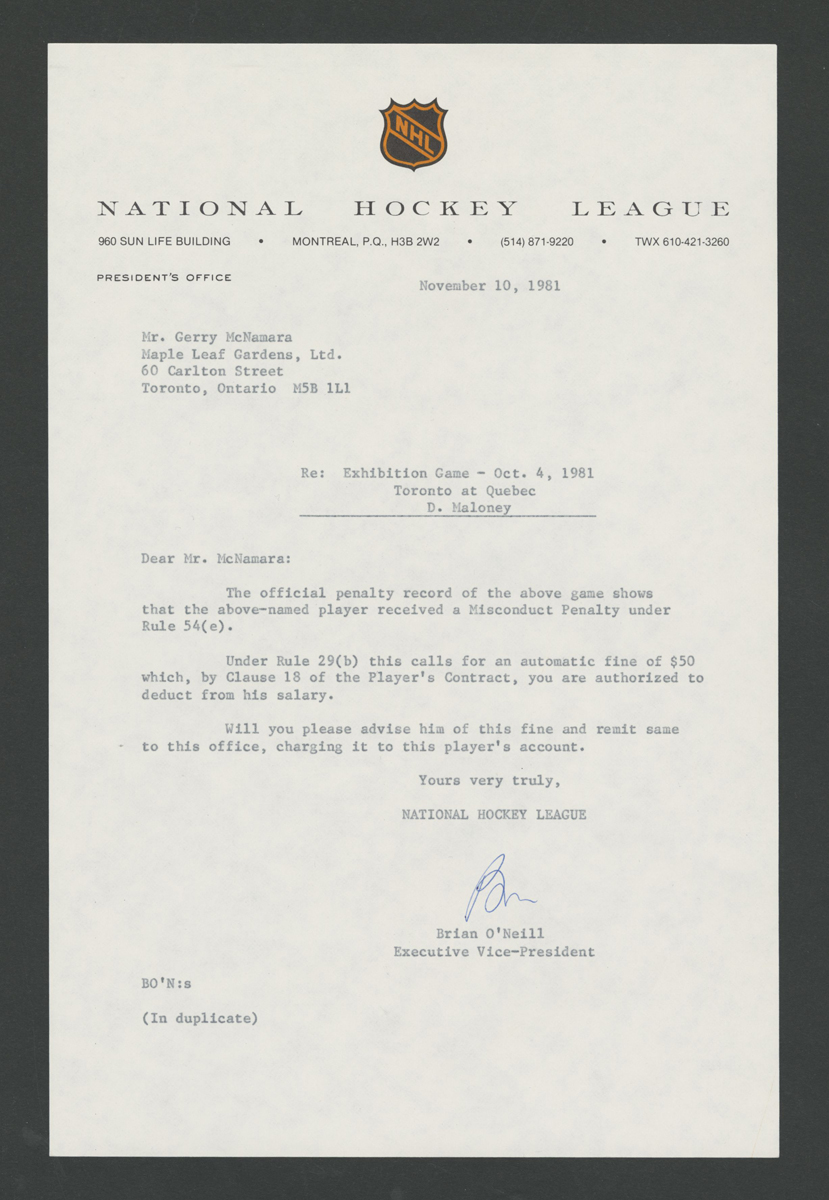 NHL
NATIONAL HOCKEY LEAGUE
960 SUN LIFE BUILDING • MONTREAL, P.Q., H3B 2W2 • (514) 871-9220 • TWX 610-421-3260
PRESIDENT'S OFFICE
November 10, 1981
Mr. Gerry McNamara
Maple Leaf Gardens, Ltd.
60 Carlton Street
Toronto, Ontario M5B 1L1
Re: Exhibition Game - Oct. 4, 1981
Toronto at Quebec
D. Maloney
Dear Mr. McNamara:
The official penalty record of the above game shows
that the above-named player received a Misconduct Penalty under
Rule 54(e).
Under Rule 29(b) this calls for an automatic fine of $50
which, by Clause 18 of the Player's Contract, you are authorized to
deduct from his salary.
Will you please advise him of this fine and remit same
to this office, charging it to this player's account.
Yours very truly,
NATIONAL HOCKEY LEAGUE
Brian O'Neill
Executive Vice-President
BO'N:s
(In duplicate)